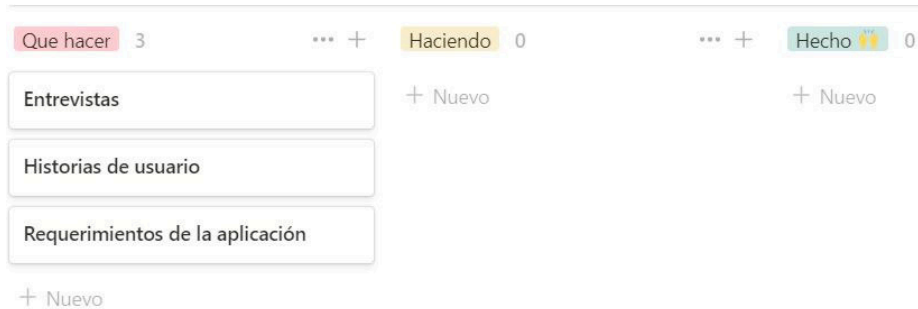 Que hacer 3 ••• + Haciendo 0 ••• + Hecho 🙌 0
Entrevistas + Nuevo + Nuevo
Historias de usuario
Requerimientos de la aplicación
+ Nuevo